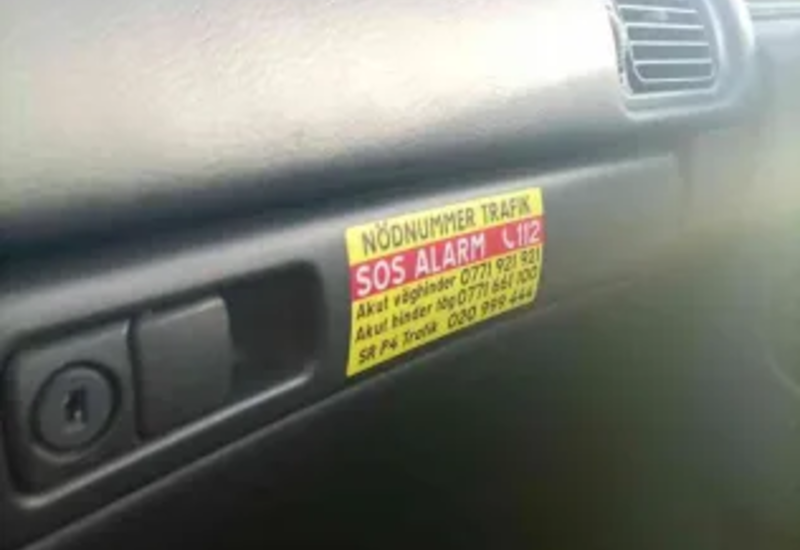 NÖDNUMMER TRAFIK
SOS ALARM 112
Akut väghinder 0771 921 921
Akut hinder tåg 0771 661 100
SR P4 Trafik 020 999 444